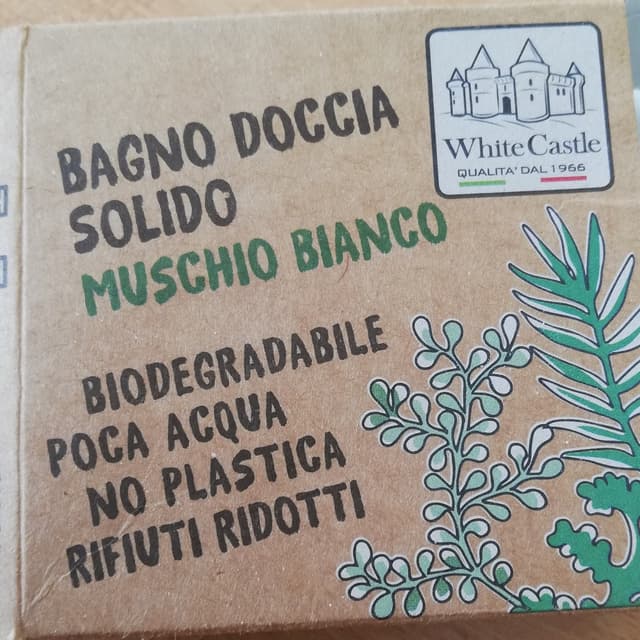 BAGNO DOCCIA
SOLIDO
MUSCHIO BIANCO
BIODEGRADABILE
POCA ACQUA
NO PLASTICA
RIFIUTI RIDOTTI
White Castle
QUALITA' DAL 1966